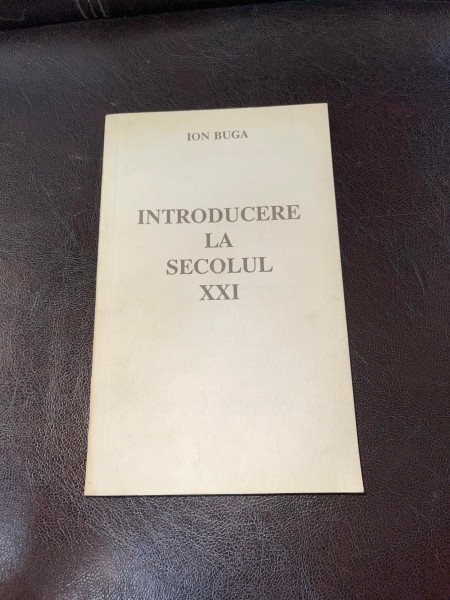 ION BUGA
INTRODUCERE
LA
SECOLUL
XXI